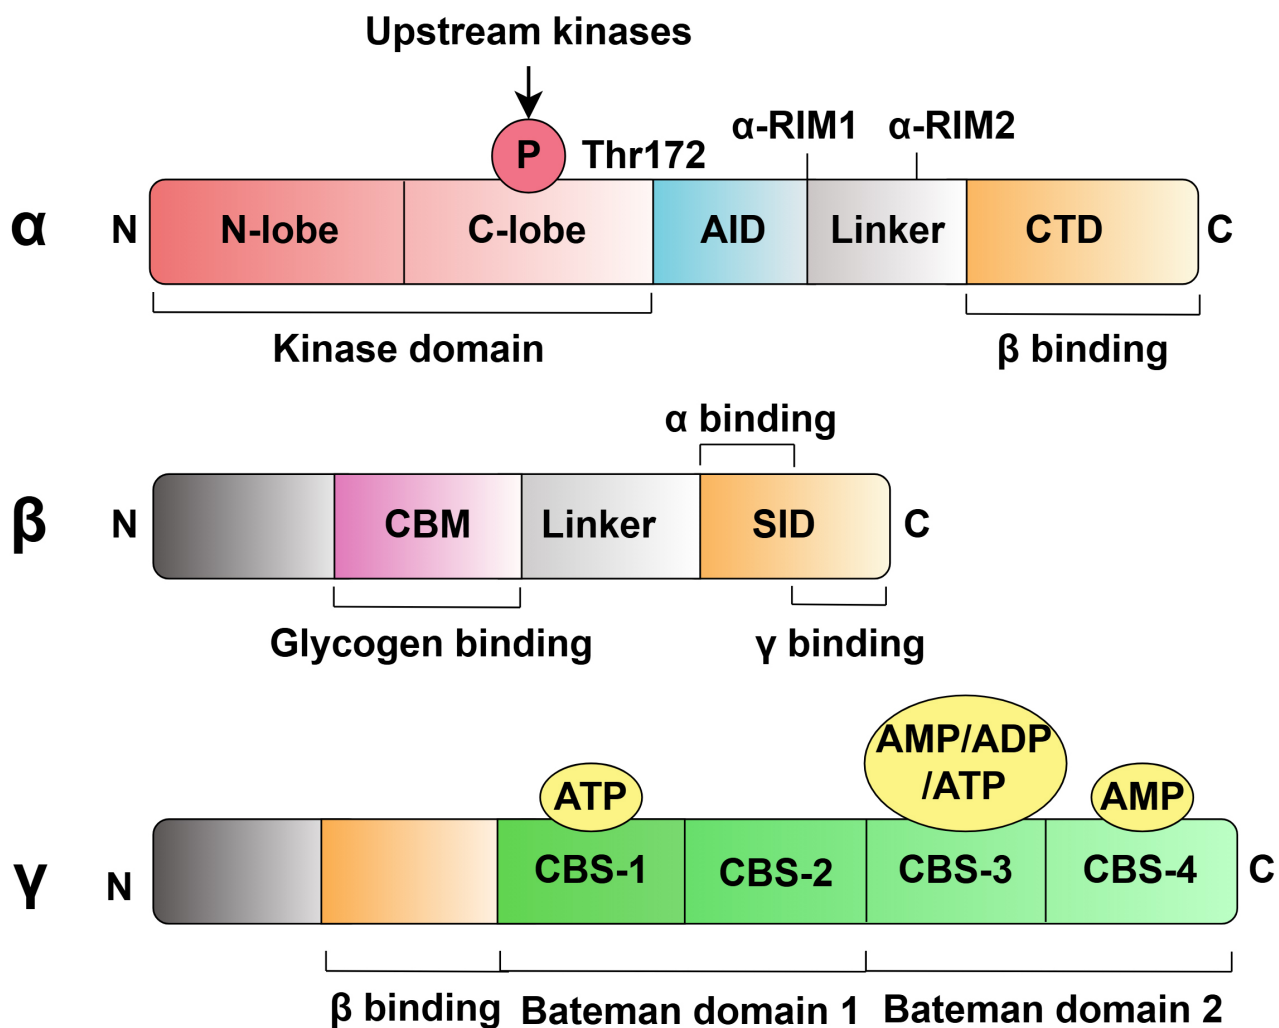 Upstream kinases
P
Thr172
α-RIM1
α-RIM2
α
N
N-lobe
C-lobe
AID
Linker
CTD
C
Kinase domain
β binding
α binding
β
N
CBM
Linker
SID
C
Glycogen binding
γ binding
ATP
AMP/ADP
/ATP
AMP
γ
N
CBS-1
CBS-2
CBS-3
CBS-4
C
β binding
Bateman domain 1
Bateman domain 2